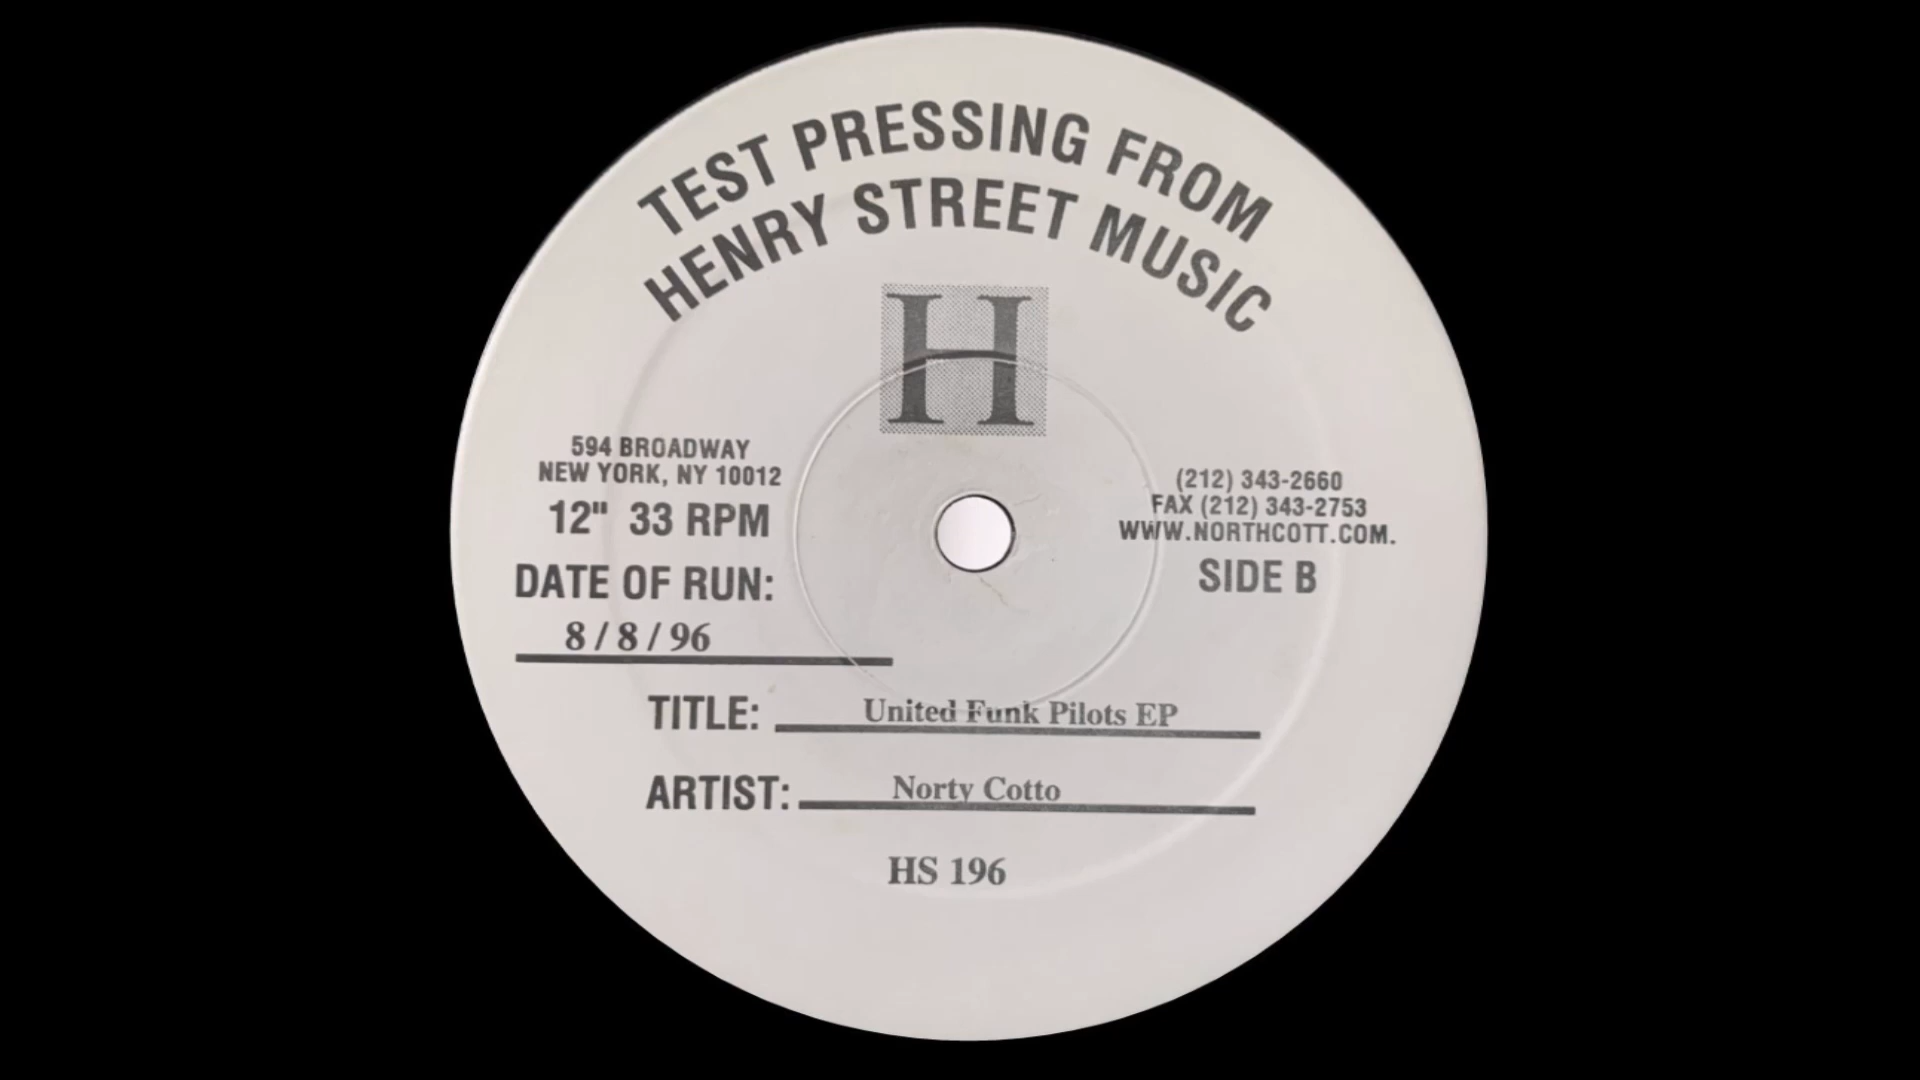 TEST PRESSING FROM
HENRY STREET MUSIC
H
594 BROADWAY
NEW YORK, NY 10012
12" 33 RPM
DATE OF RUN:
8 / 8 / 96
(212) 343-2660
FAX (212) 343-2753
WWW.NORTHCOTT.COM.
SIDE B
TITLE: United Funk Pilots EP
ARTIST: Norty Cotto
HS 196